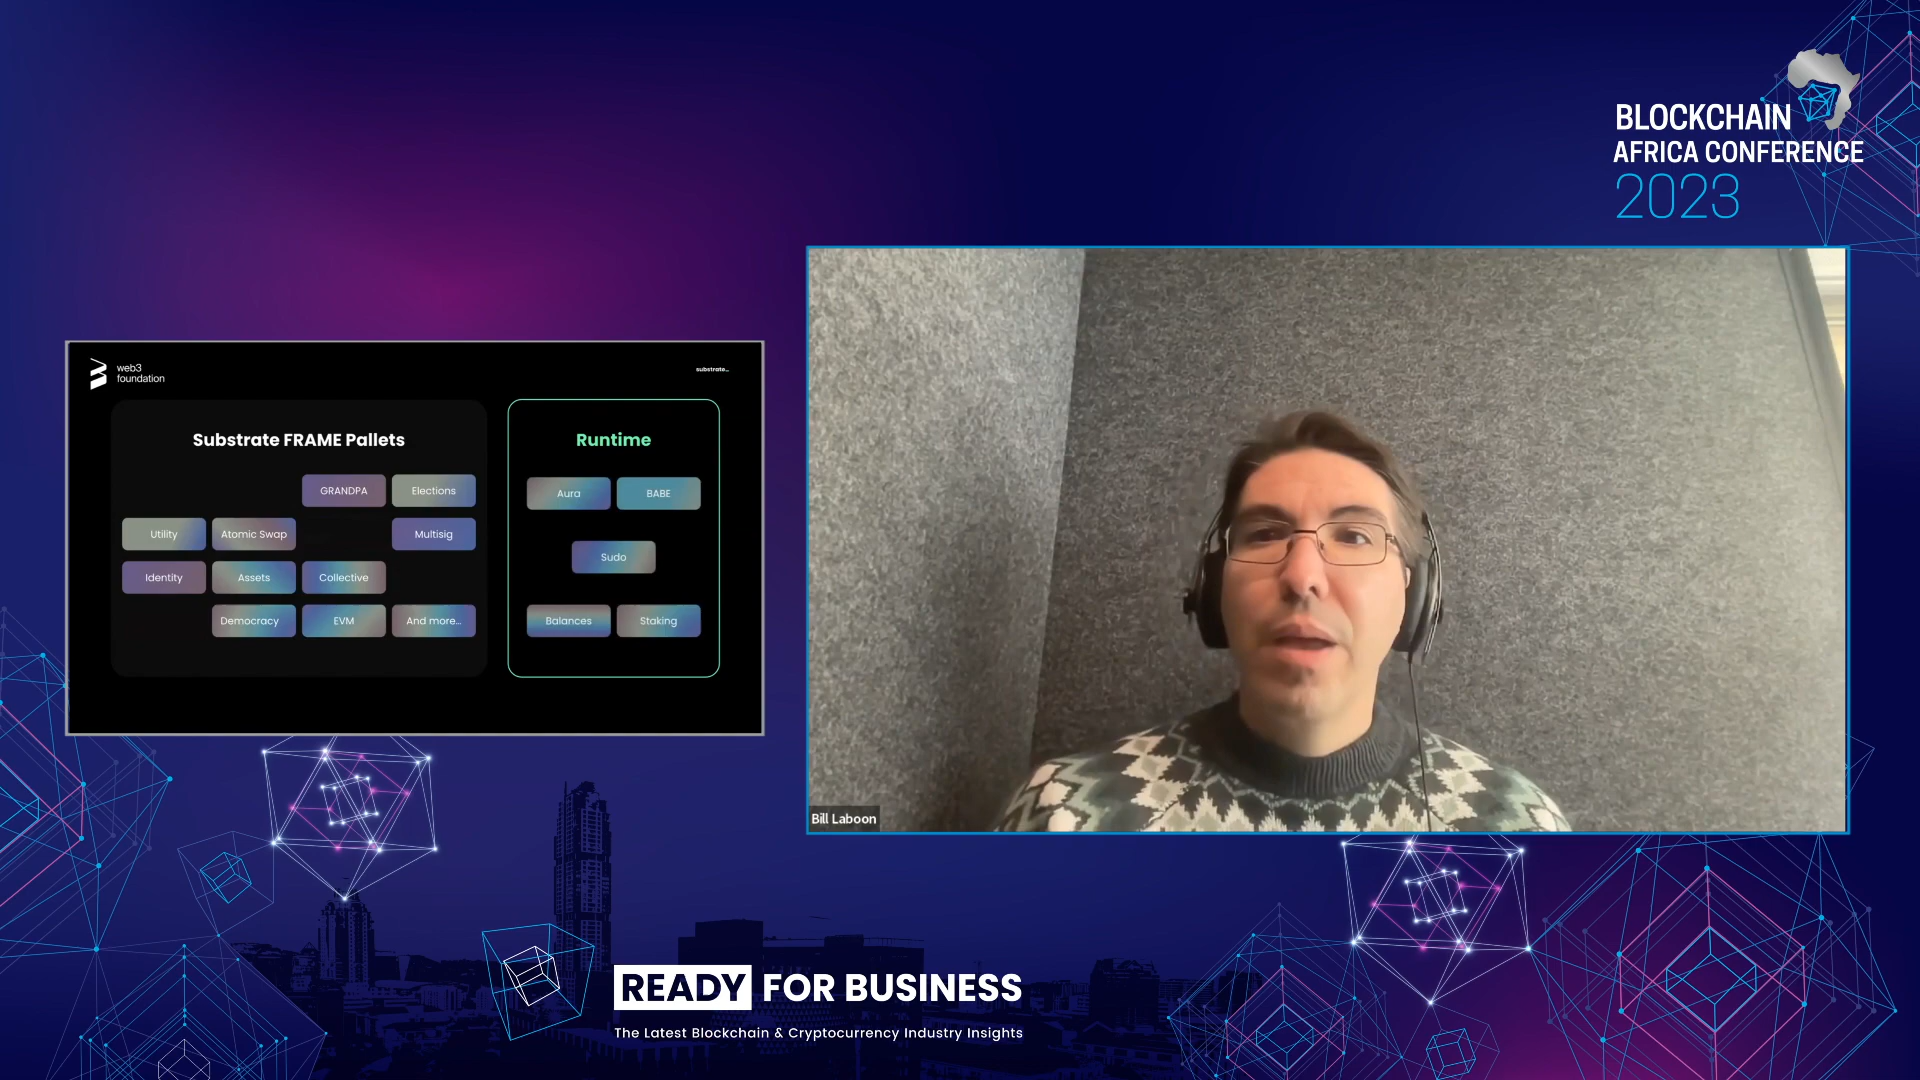 BLOCKCHAIN
AFRICA CONFERENCE
2023
web3
foundation
substrate_
Substrate FRAME Pallets
GRANDPA
Elections
Utility
Atomic Swap
Multisig
Identity
Assets
Collective
Democracy
EVM
And more...
Runtime
Aura
BABE
Sudo
Balances
Staking
Bill Laboon
READY FOR BUSINESS
The Latest Blockchain & Cryptocurrency Industry Insights